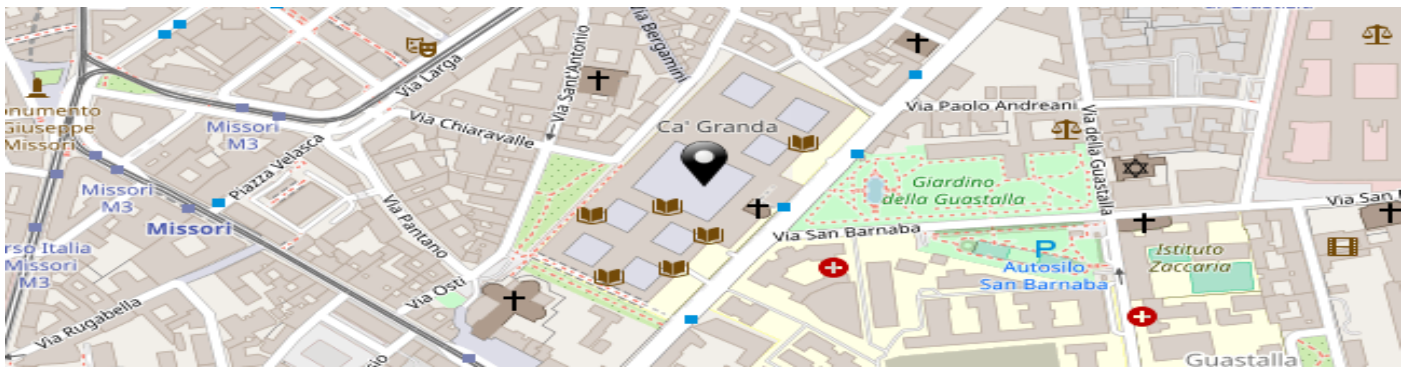 Via Larga
Via Sant'Antonio
Via Bergamini
Via Chiaravalle
Ca' Granda
Via Paolo Andreani
Via della Guastalla
onumento
Giuseppe
Missori
Missori
M3
Piazza Velasca
Missori
M3
Missori
Via Pantano
Giardino
della Guastalla
Via San Barnaba
rso Italia
Missori
M3
Via Osti
Via Rugabella
Autosilo
San Barnaba
P
Istituto
Zaccaria
Guastalla